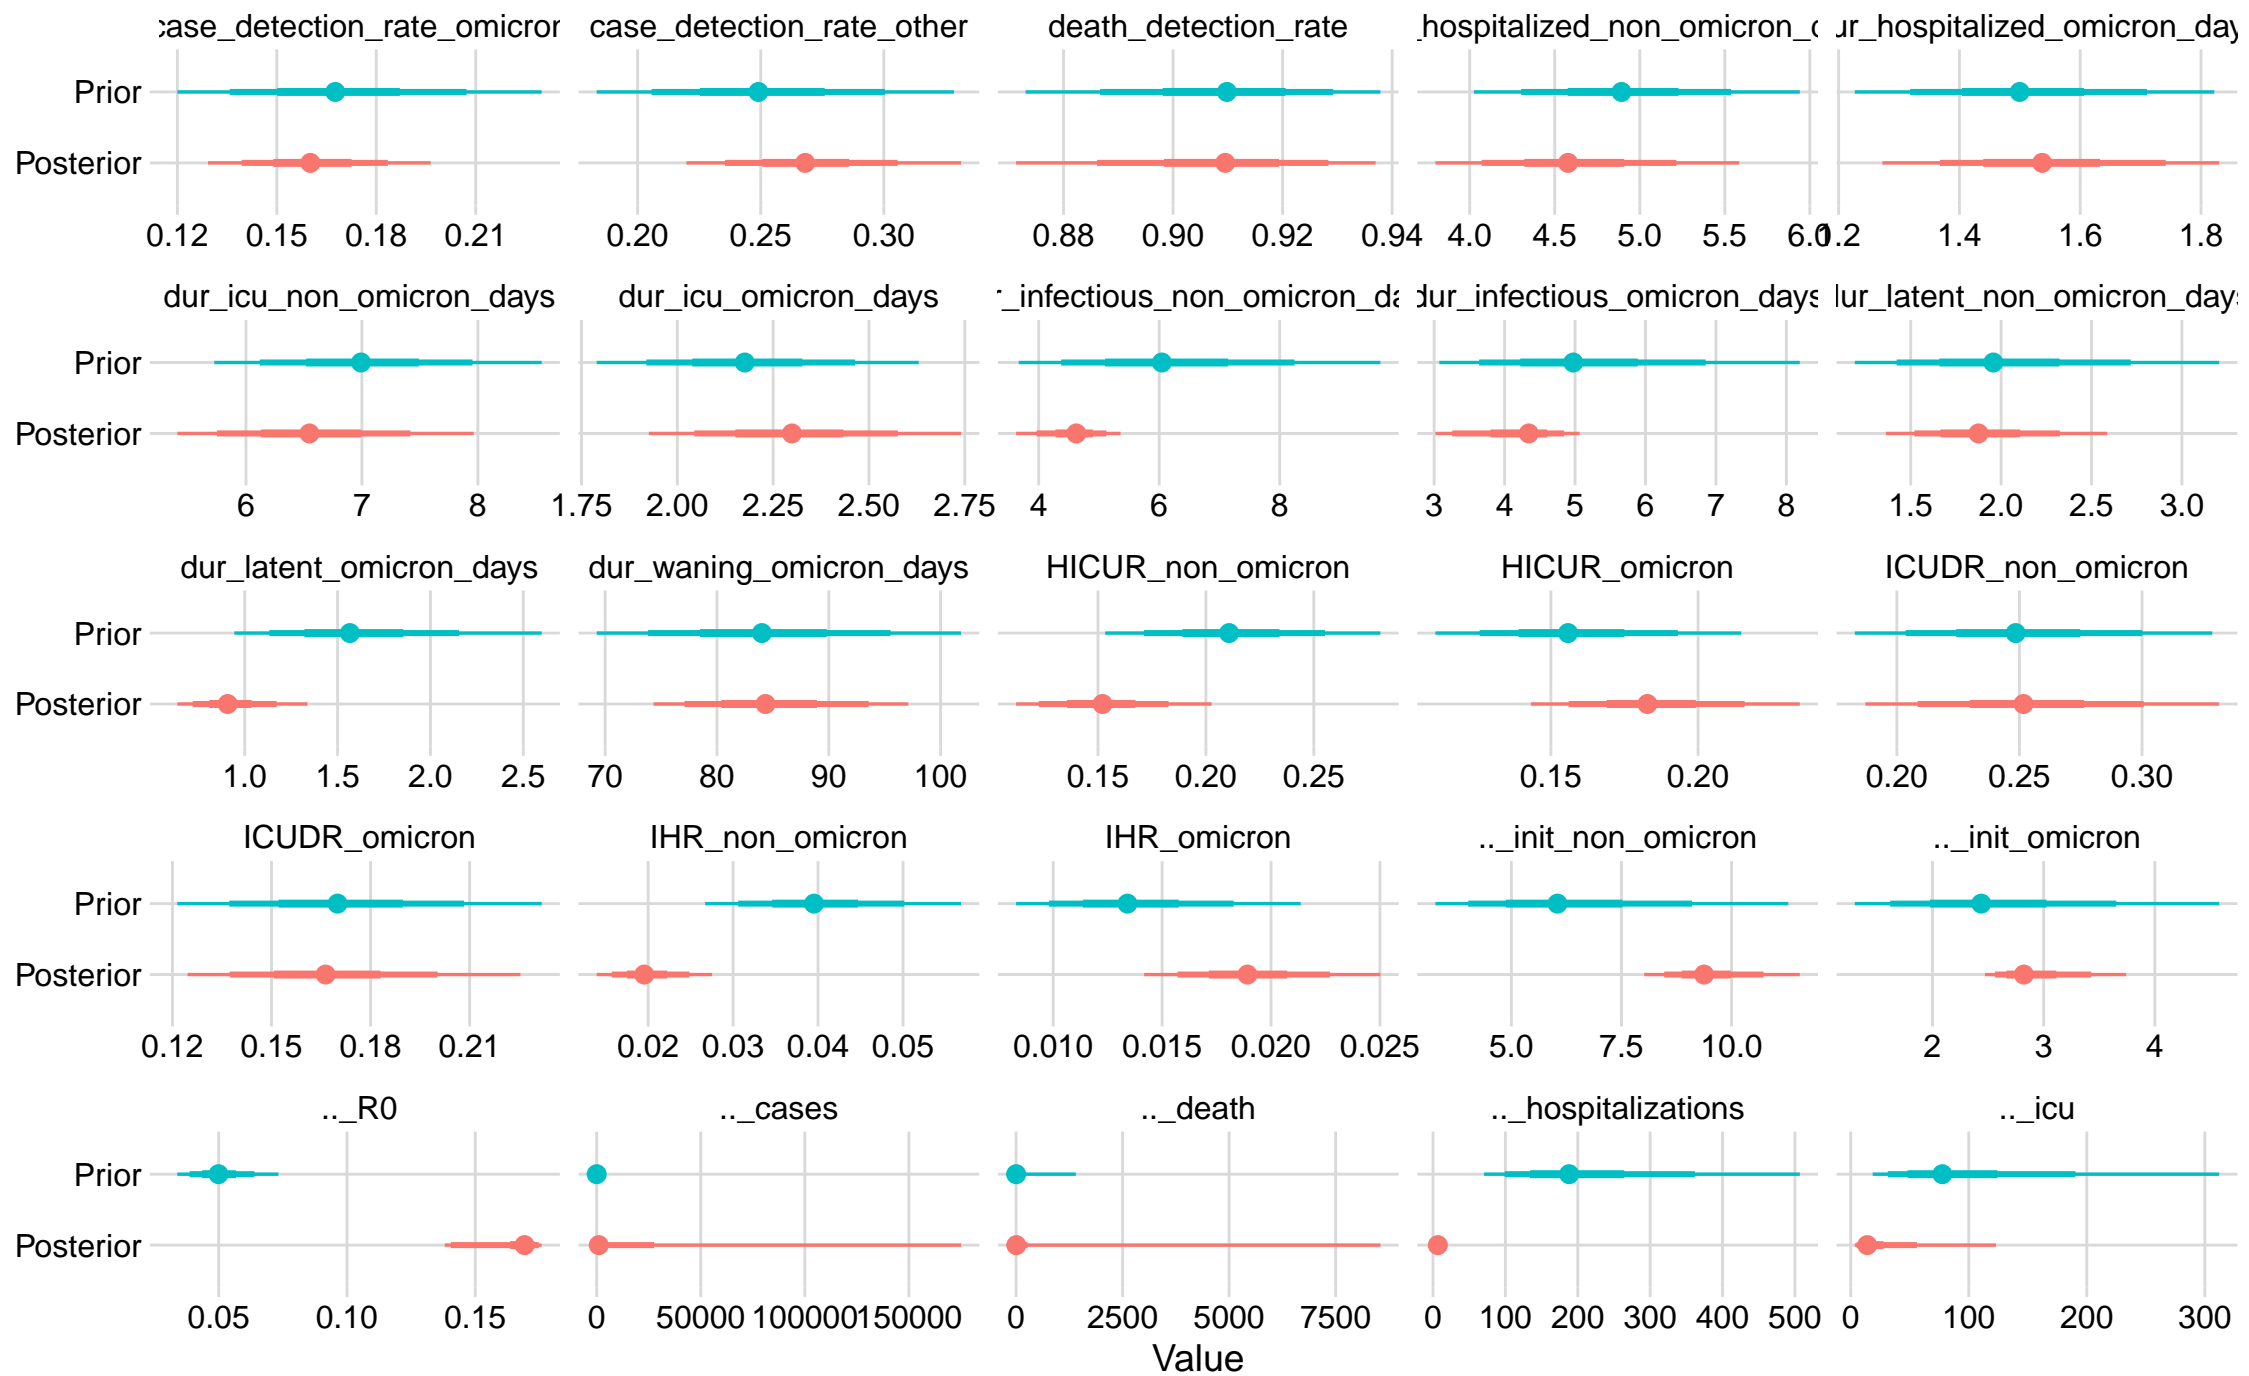 case_detection_rate_omicron case_detection_rate_other death_detection_rate _hospitalized_non_omicron_ ur_hospitalized_omicron_day
Prior
Posterior
0.12 0.15 0.18 0.21 0.20 0.25 0.30 0.88 0.90 0.92 0.94 4.0 4.5 5.0 5.5 6.0 1.2 1.4 1.6 1.8
dur_icu_non_omicron_days dur_icu_omicron_days r_infectious_non_omicron_da dur_infectious_omicron_days dur_latent_non_omicron_days
Prior
Posterior
6 7 8 1.75 2.00 2.25 2.50 2.75 4 6 8 3 4 5 6 7 8 1.5 2.0 2.5 3.0
dur_latent_omicron_days dur_waning_omicron_days HICUR_non_omicron HICUR_omicron ICUDR_non_omicron
Prior
Posterior
1.0 1.5 2.0 2.5 70 80 90 100 0.15 0.20 0.25 0.15 0.20 0.20 0.25 0.30
ICUDR_omicron IHR_non_omicron IHR_omicron .._init_non_omicron .._init_omicron
Prior
Posterior
0.12 0.15 0.18 0.21 0.02 0.03 0.04 0.05 0.010 0.015 0.020 0.025 5.0 7.5 10.0 2 3 4
.._R0 .._cases .._death .._hospitalizations .._icu
Prior
Posterior
0.05 0.10 0.15 0 50000 100000 150000 0 2500 5000 7500 0 100 200 300 400 500 0 100 200 300
Value